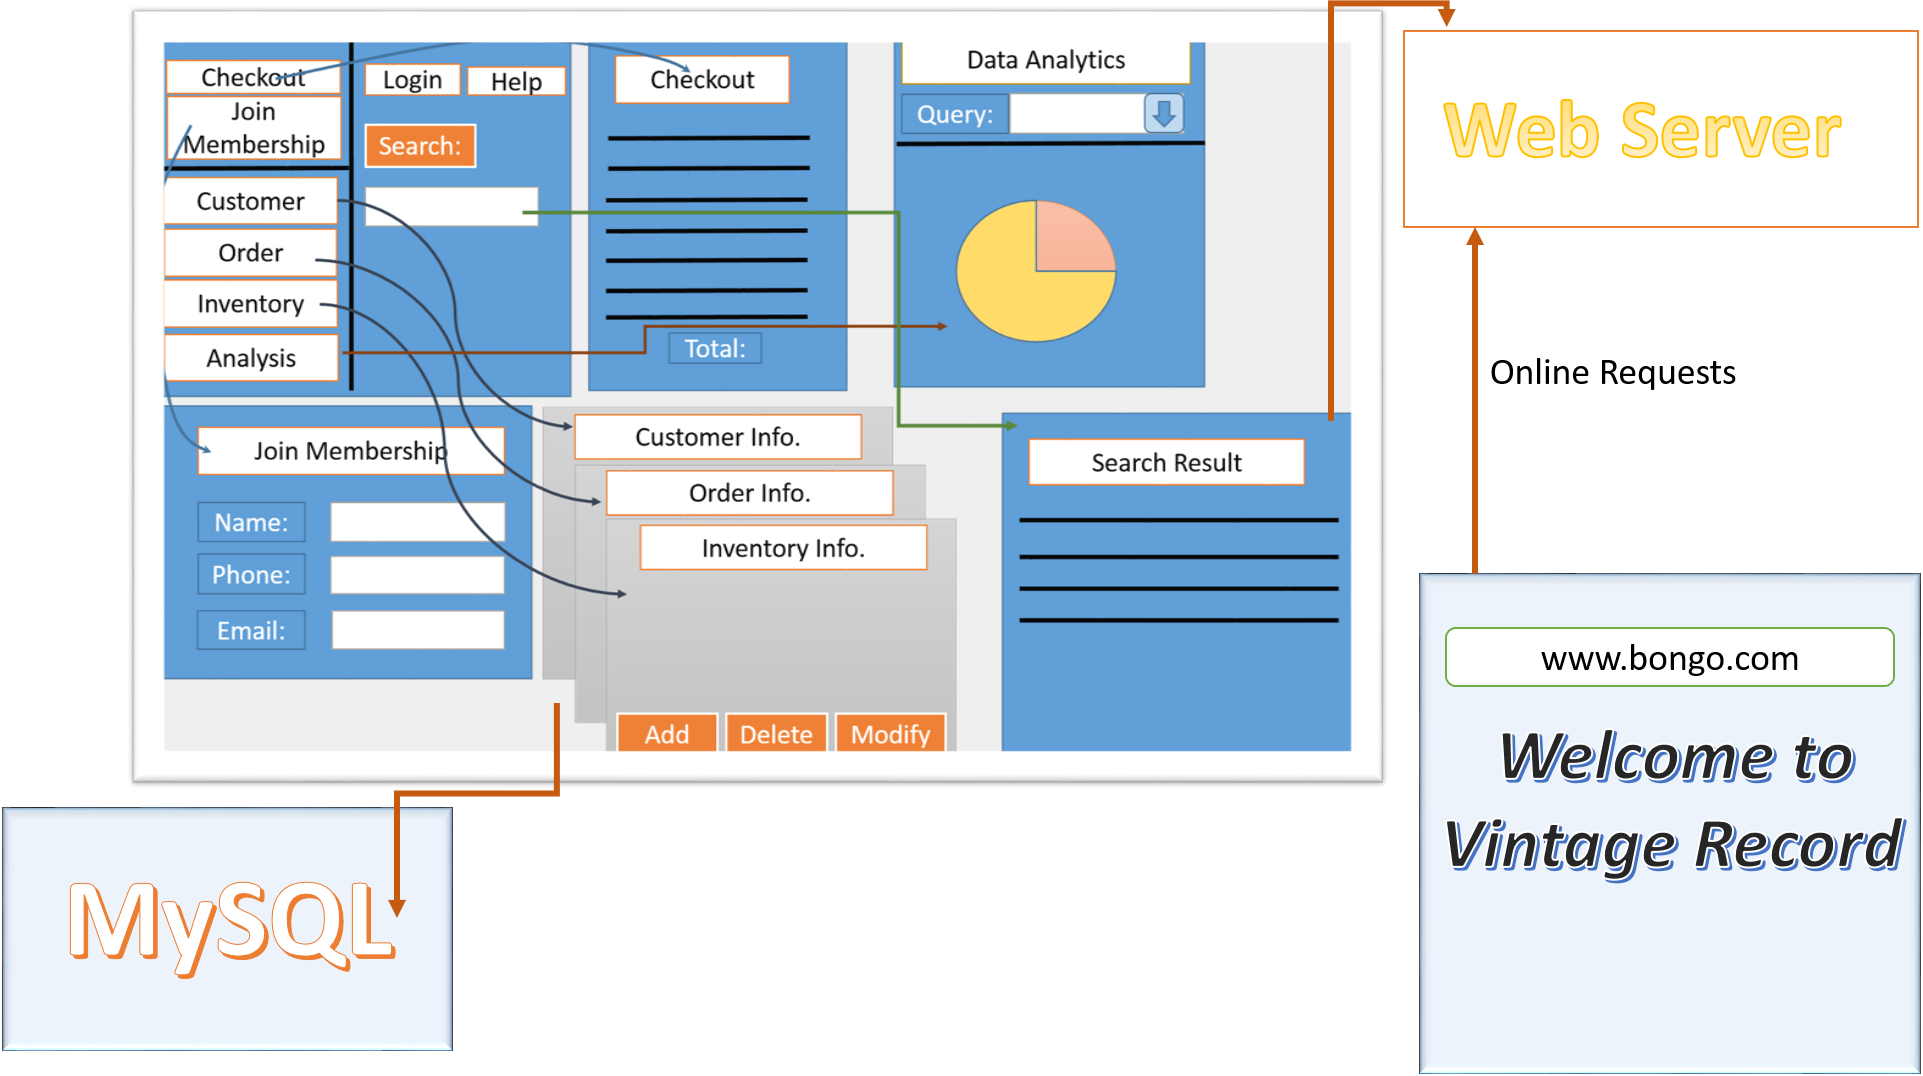 Checkout
Join
Membership
Customer
Order
Inventory
Analysis
Login
Help
Search:
Checkout
Total:
Data Analytics
Query:
Join Membership
Name:
Phone:
Email:
Customer Info.
Order Info.
Inventory Info.
Add
Delete
Modify
Search Result
Web Server
Online Requests
www.bongo.com
Welcome to
Vintage Record
MySQL